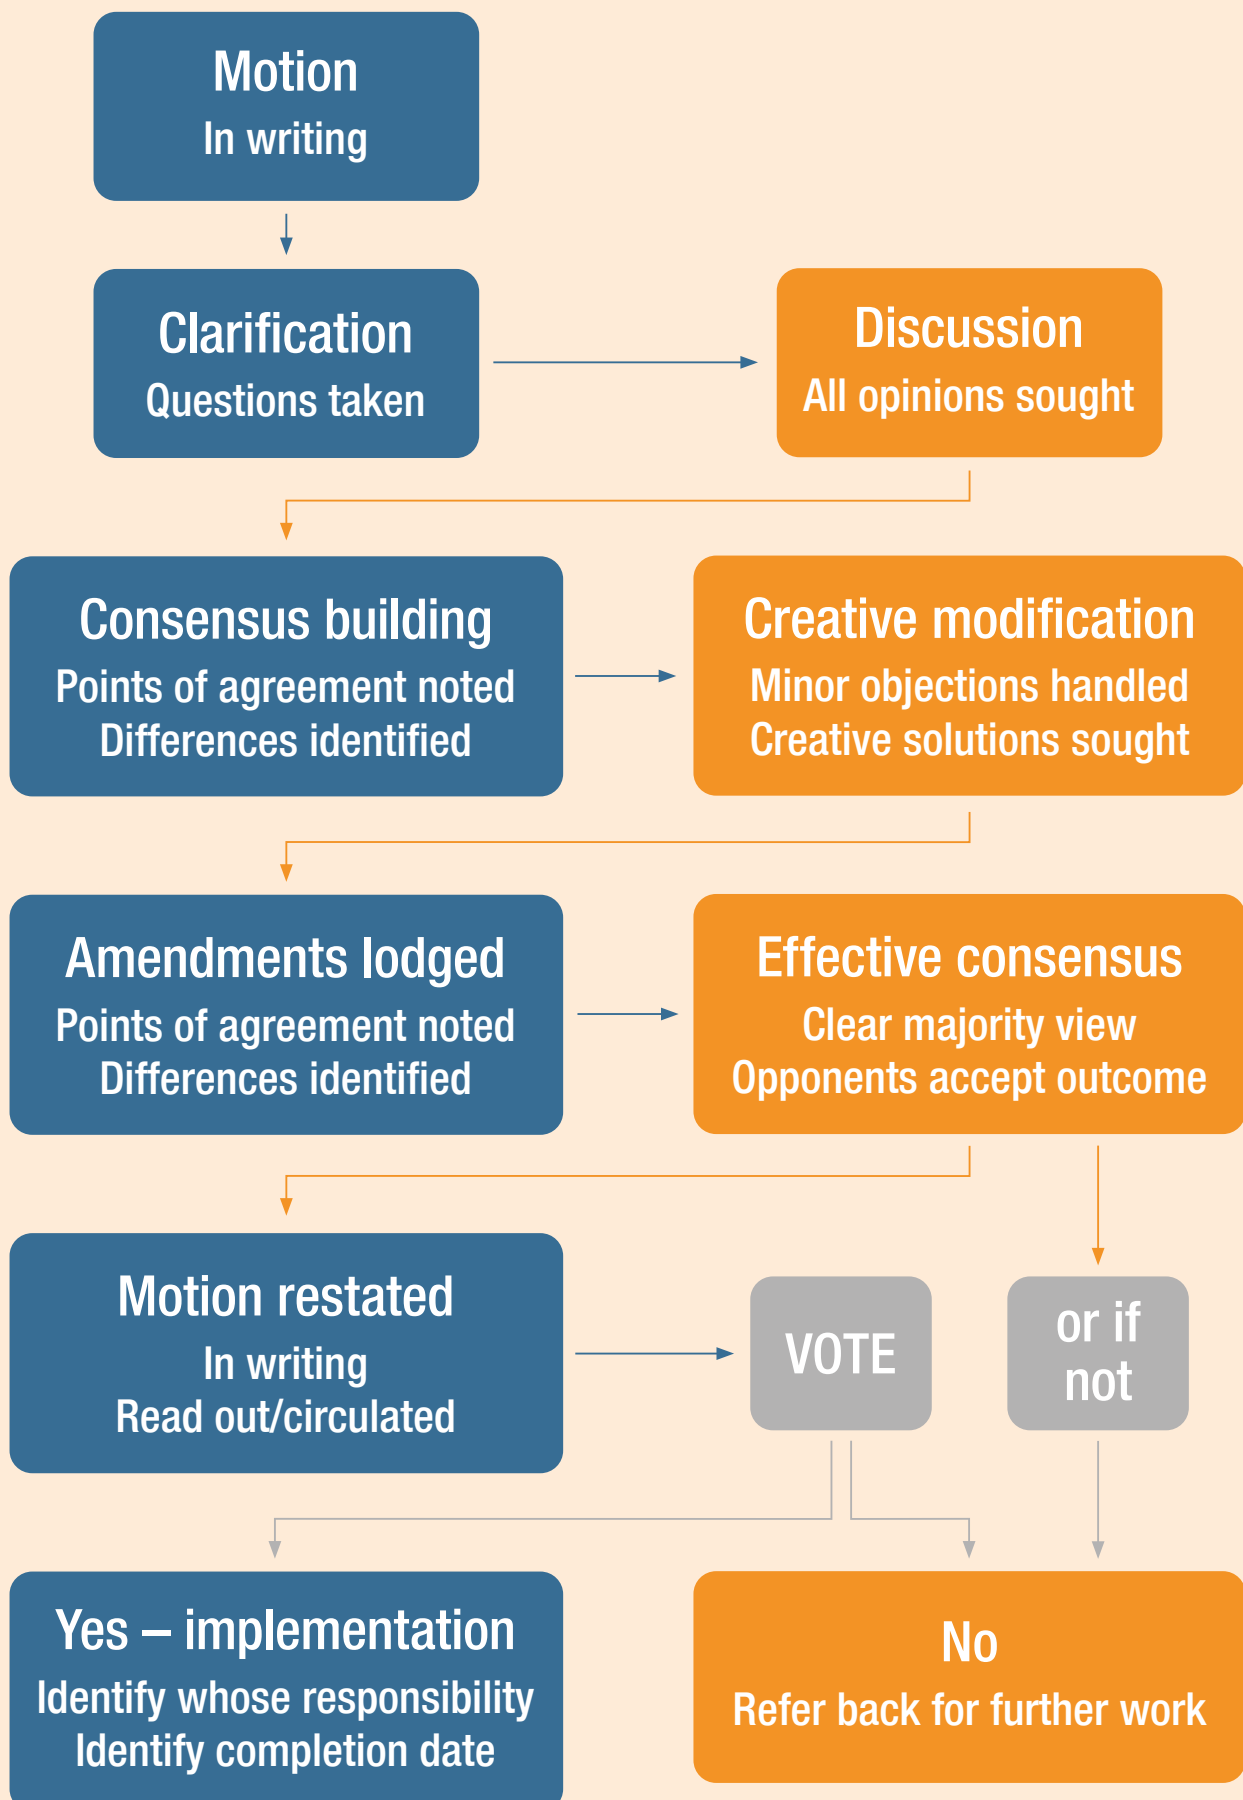 Motion
In writing
Clarification
Questions taken
Discussion
All opinions sought
Consensus building
Points of agreement noted
Differences identified
Creative modification
Minor objections handled
Creative solutions sought
Amendments lodged
Points of agreement noted
Differences identified
Effective consensus
Clear majority view
Opponents accept outcome
Motion restated
In writing
Read out/circulated
VOTE
or if
not
Yes – implementation
Identify whose responsibility
Identify completion date
No
Refer back for further work